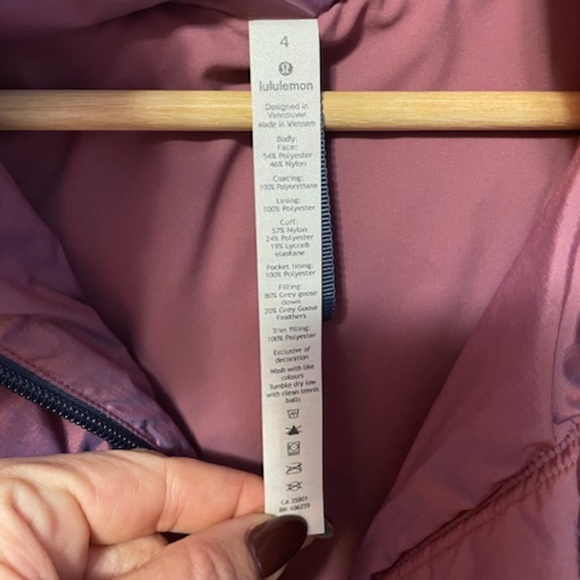 4
lululemon
Designed in
Vancouver
Made in Vietnam
Body:
Face:
54% Polyester
46% Nylon
Coating:
100% Polyurethane
Lining:
100% Polyester
Cuff:
57% Nylon
24% Polyester
19% Lycra®
elastane
Pocket lining:
100% Polyester
Filling:
80% Grey goose
down
20% Grey Goose
Feathers
Trim filling:
100% Polyester
Exclusive of
decoration
Wash with like
colours
Tumble dry low
with clean tennis
balls
CA 35801
RN 106259